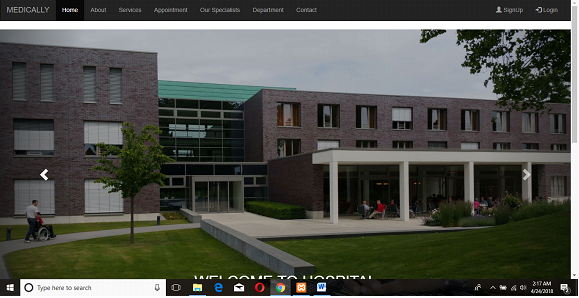 MEDICALLY Home About Services Appointment Our Specialists Department Contact SignUp Login
WELCOME TO HOSPITAL
Type here to search
2:17 AM
4/24/2018